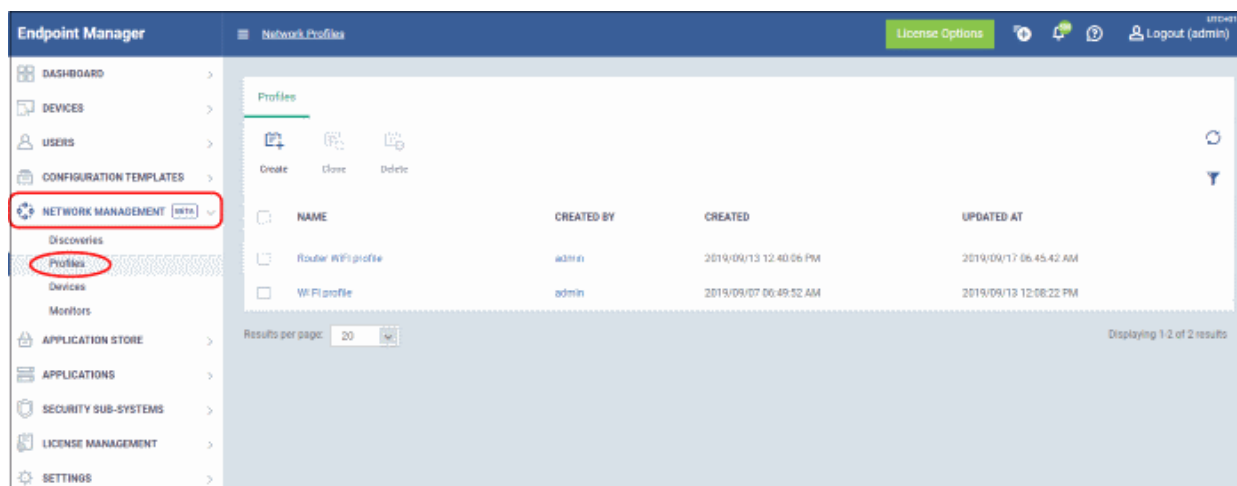 Endpoint Manager
Network Profiles
License Options
Logout (admin)
DASHBOARD
DEVICES
USERS
CONFIGURATION TEMPLATES
NETWORK MANAGEMENT BETA
Discoveries
Profiles
Devices
Monitors
APPLICATION STORE
APPLICATIONS
SECURITY SUB-SYSTEMS
LICENSE MANAGEMENT
SETTINGS
Profiles
Create Clone Delete
NAME CREATED BY CREATED UPDATED AT
Router WIFI profile admin 2019/09/13 12:40:06 PM 2019/09/17 06:45:42 AM
WI FI profile admin 2019/09/07 06:49:52 AM 2019/09/13 12:08:22 PM
Results per page: 20
Displaying 1-2 of 2 results